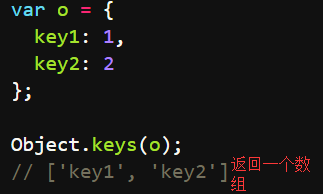 var o = {
  key1: 1,
  key2: 2
};

Object.keys(o);
// ['key1', 'key2']返回一个数
组